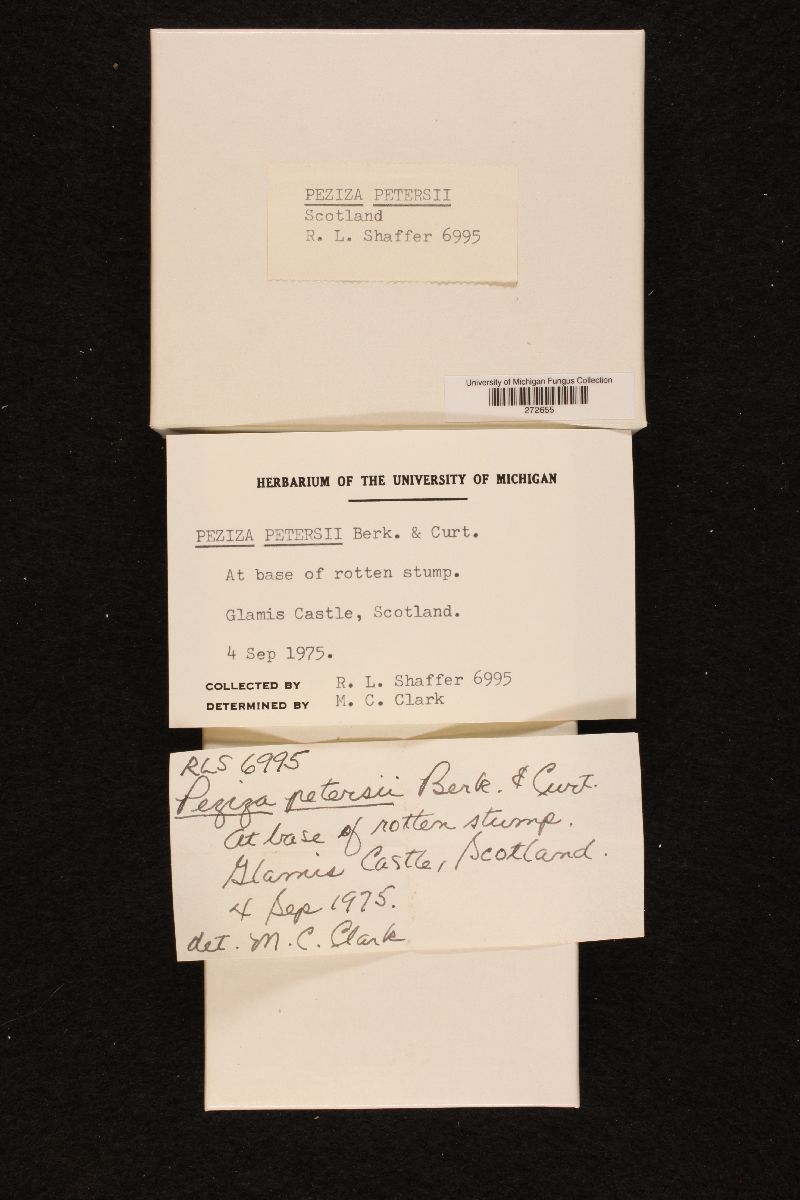 PEZIZA PETERSII
Scotland
R. L. Shaffer 6995
University of Michigan Fungus Collection
272655
HERBARIUM OF THE UNIVERSITY OF MICHIGAN
PEZIZA PETERSII Berk. & Curt.
At base of rotten stump.
Glamis Castle, Scotland.
4 Sep 1975.
COLLECTED BY R. L. Shaffer 6995
DETERMINED BY M. C. Clark
RLS 6995
Peziza petersii Berk. & Curt.
At base of rotten stump.
Glamis Castle, Scotland.
4 Sep 1975.
det. M. C. Clark